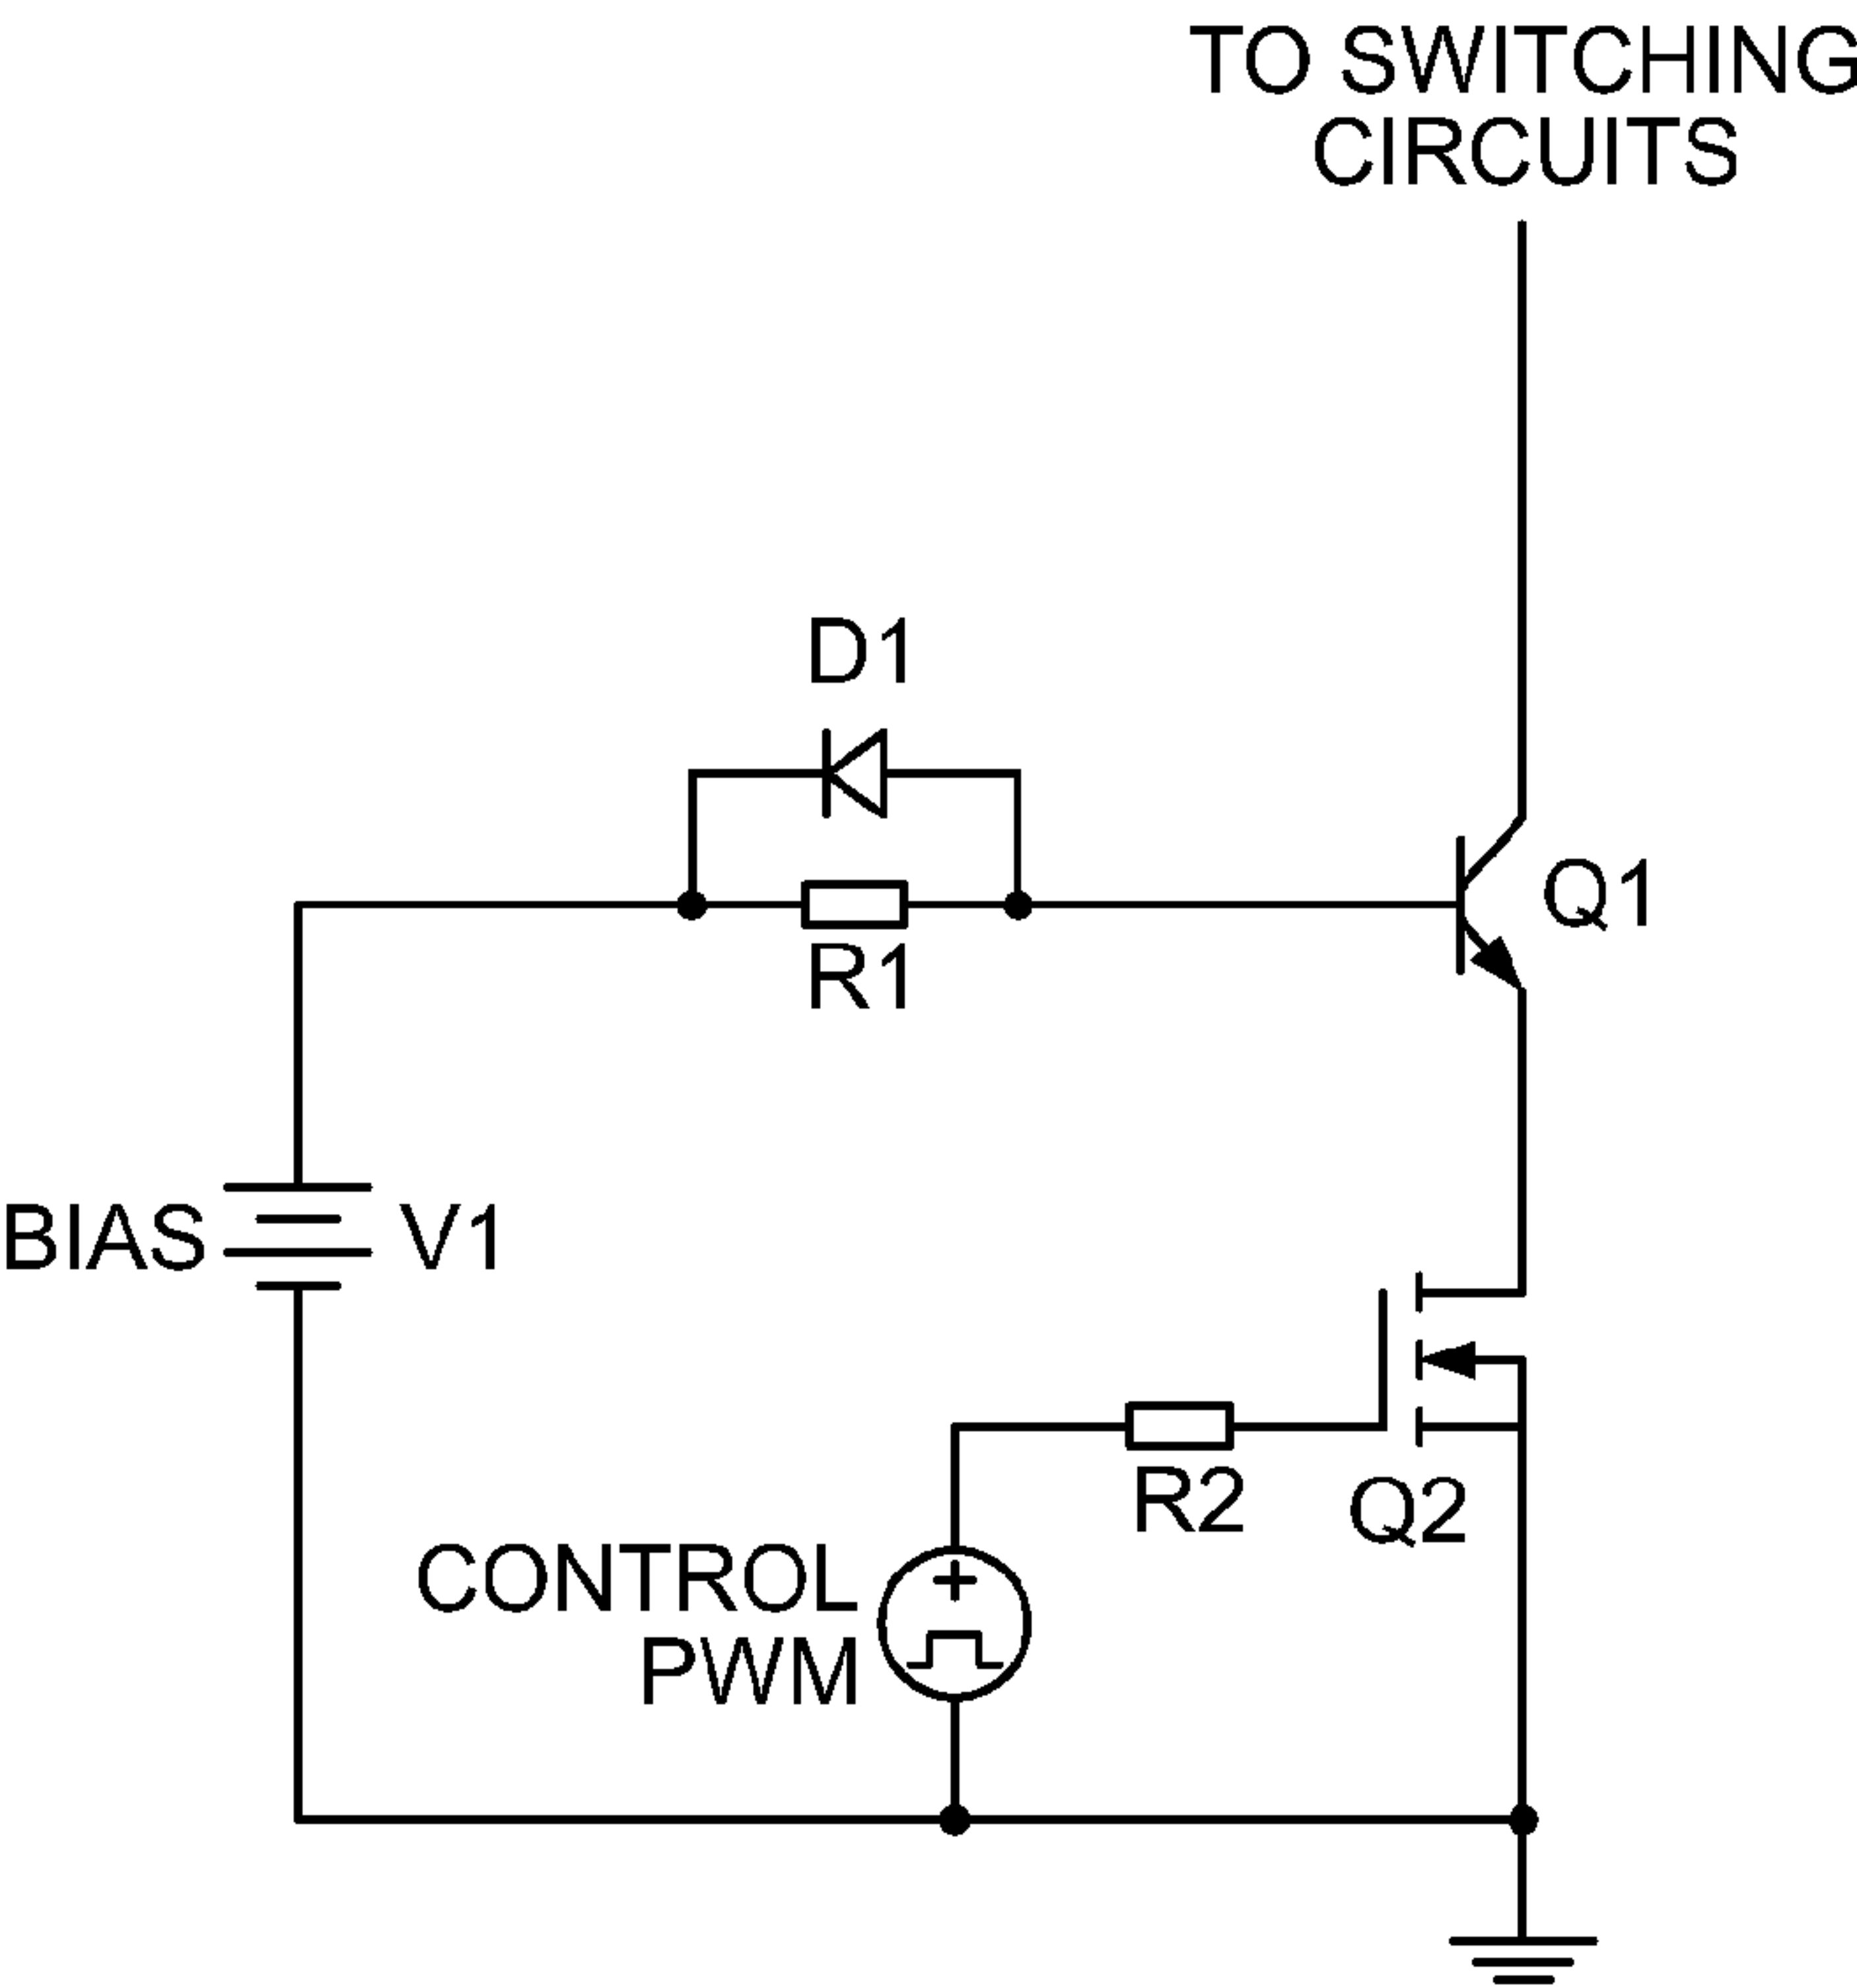 TO SWITCHING
CIRCUITS
D1
R1
Q1
BIAS
V1
R2
Q2
CONTROL
PWM